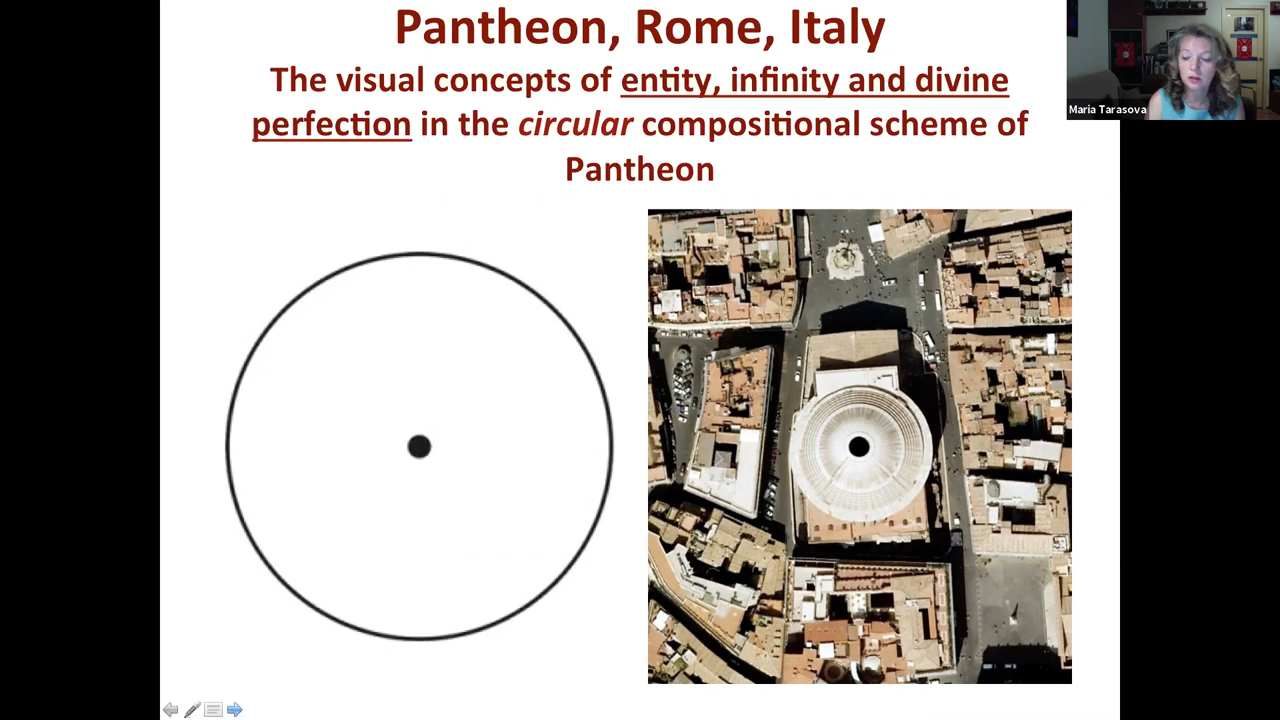 Pantheon, Rome, Italy
The visual concepts of entity, infinity and divine
perfection in the circular compositional scheme of
Pantheon
Maria Tarasova